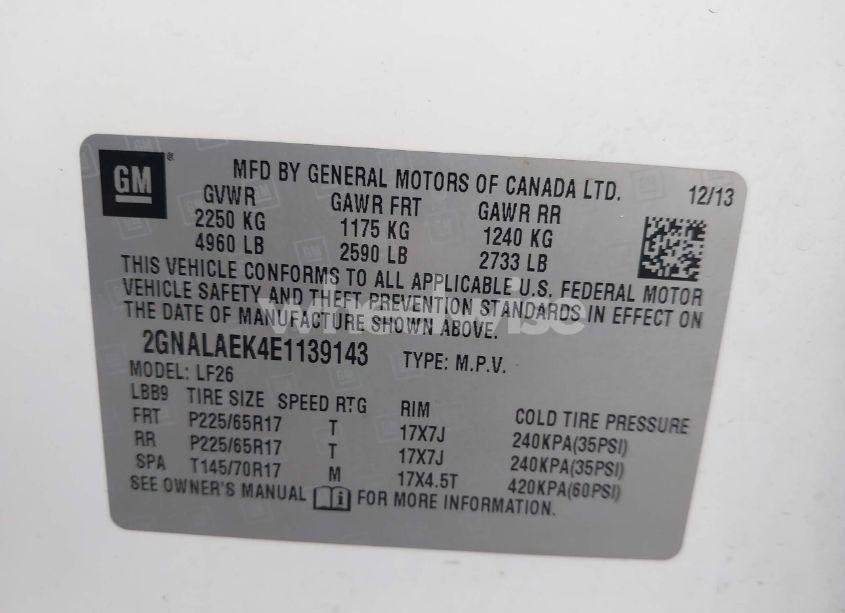 GM®
MFD BY GENERAL MOTORS OF CANADA LTD. 12/13
GVWR GAWR FRT GAWR RR
2250 KG 1175 KG 1240 KG
4960 LB 2590 LB 2733 LB
THIS VEHICLE CONFORMS TO ALL APPLICABLE U.S. FEDERAL MOTOR
VEHICLE SAFETY AND THEFT PREVENTION STANDARDS IN EFFECT ON
THE DATE OF MANUFACTURE SHOWN ABOVE.
2GNALAEK4E1139143 TYPE: M.P.V.
MODEL: LF26
LBB9 TIRE SIZE SPEED RTG RIM COLD TIRE PRESSURE
FRT P225/65R17 T 17X7J 240KPA(35PSI)
RR P225/65R17 T 17X7J 240KPA(35PSI)
SPA T145/70R17 M 17X4.5T 420KPA(60PSI)
SEE OWNER'S MANUAL i FOR MORE INFORMATION.